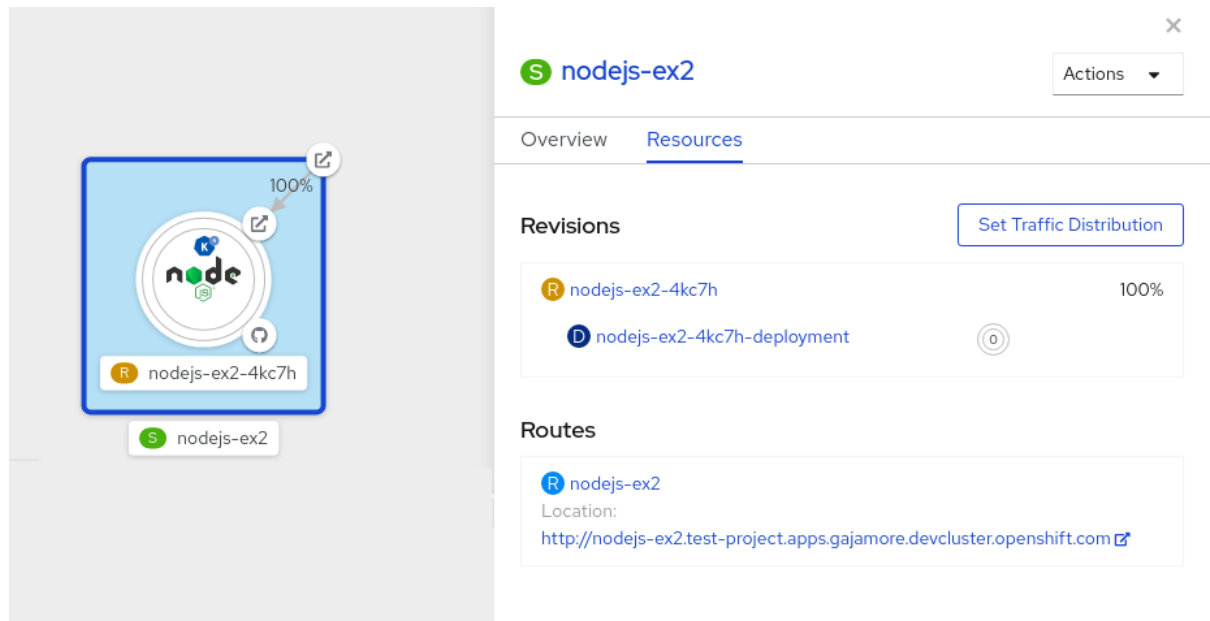 100%
K
node
JS
R nodejs-ex2-4kc7h
S nodejs-ex2
S nodejs-ex2
Actions
Overview Resources
Revisions
Set Traffic Distribution
R nodejs-ex2-4kc7h 100%
D nodejs-ex2-4kc7h-deployment 0
Routes
R nodejs-ex2
Location:
http://nodejs-ex2.test-project.apps.gajamore.devcluster.openshift.com